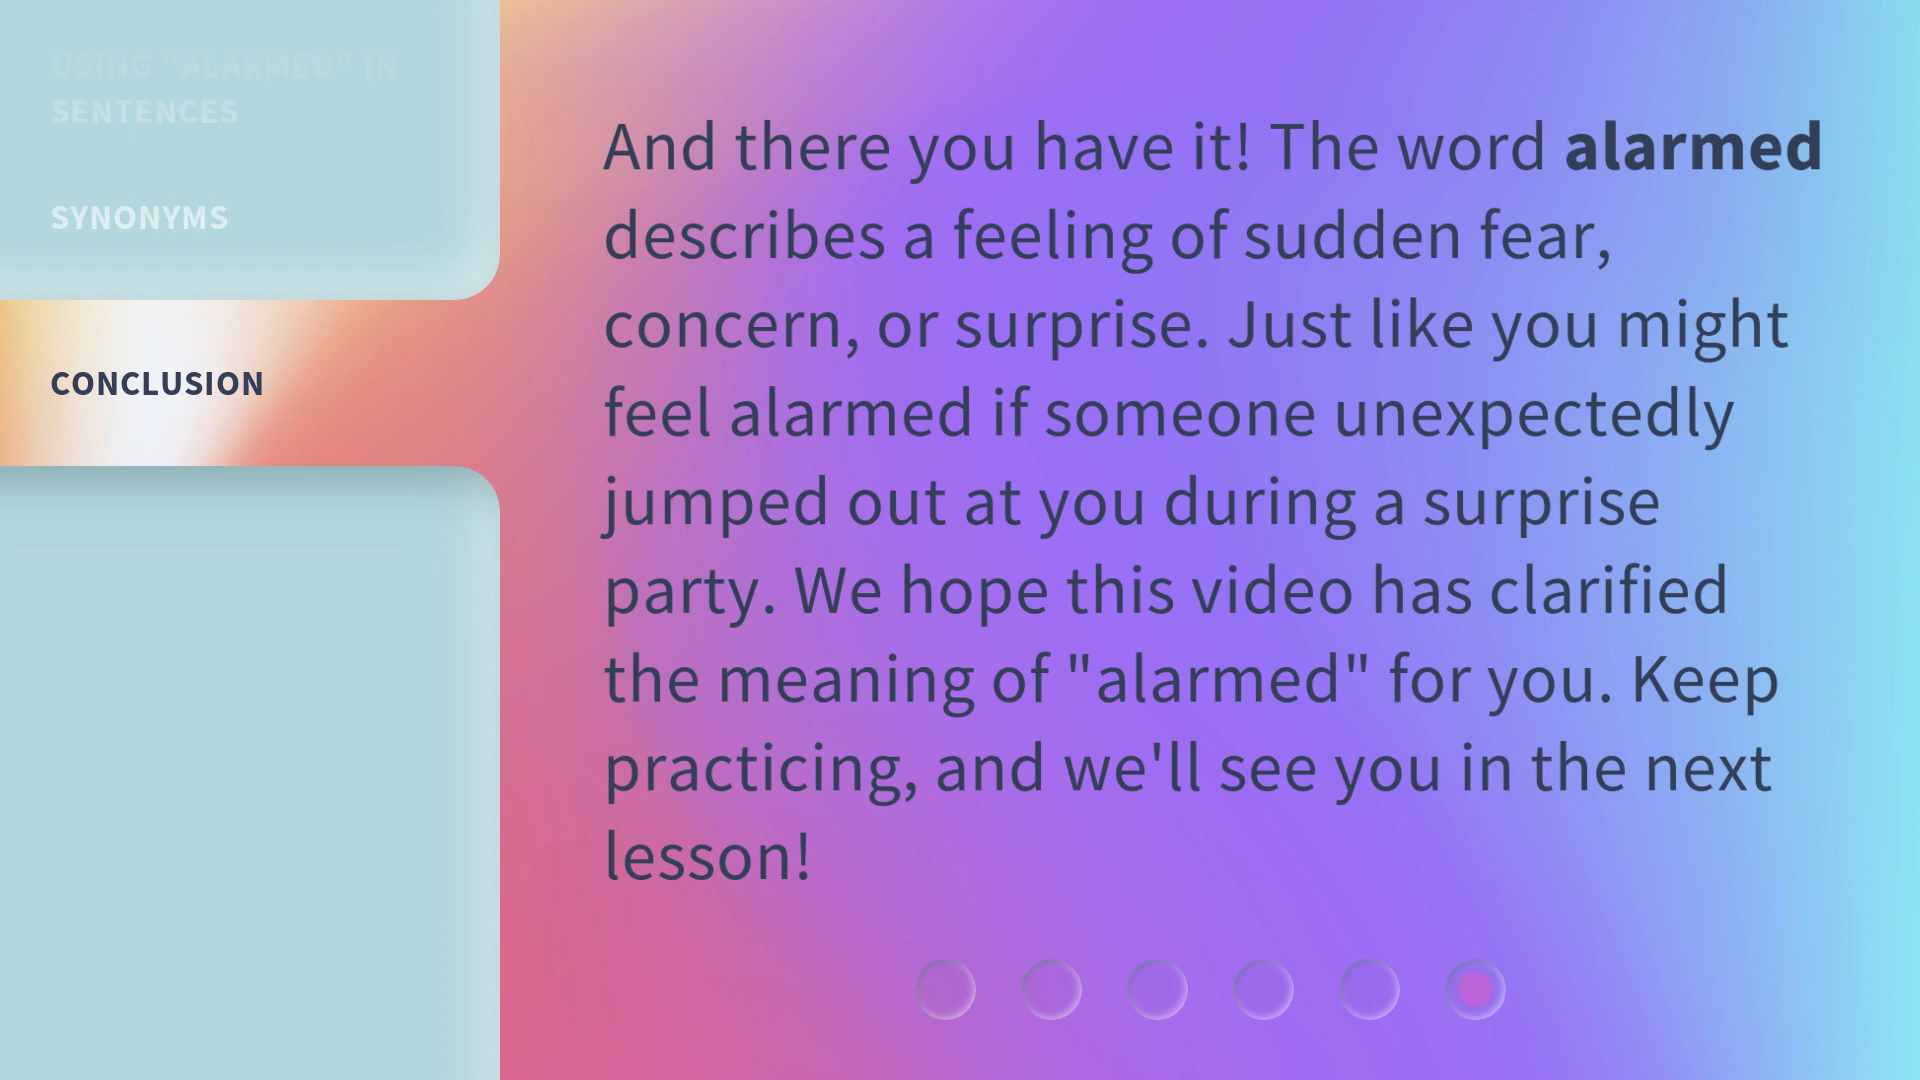 USING "ALARMED" IN
SENTENCES
SYNONYMS
CONCLUSION
And there you have it! The word alarmed
describes a feeling of sudden fear,
concern, or surprise. Just like you might
feel alarmed if someone unexpectedly
jumped out at you during a surprise
party. We hope this video has clarified
the meaning of "alarmed" for you. Keep
practicing, and we'll see you in the next
lesson!